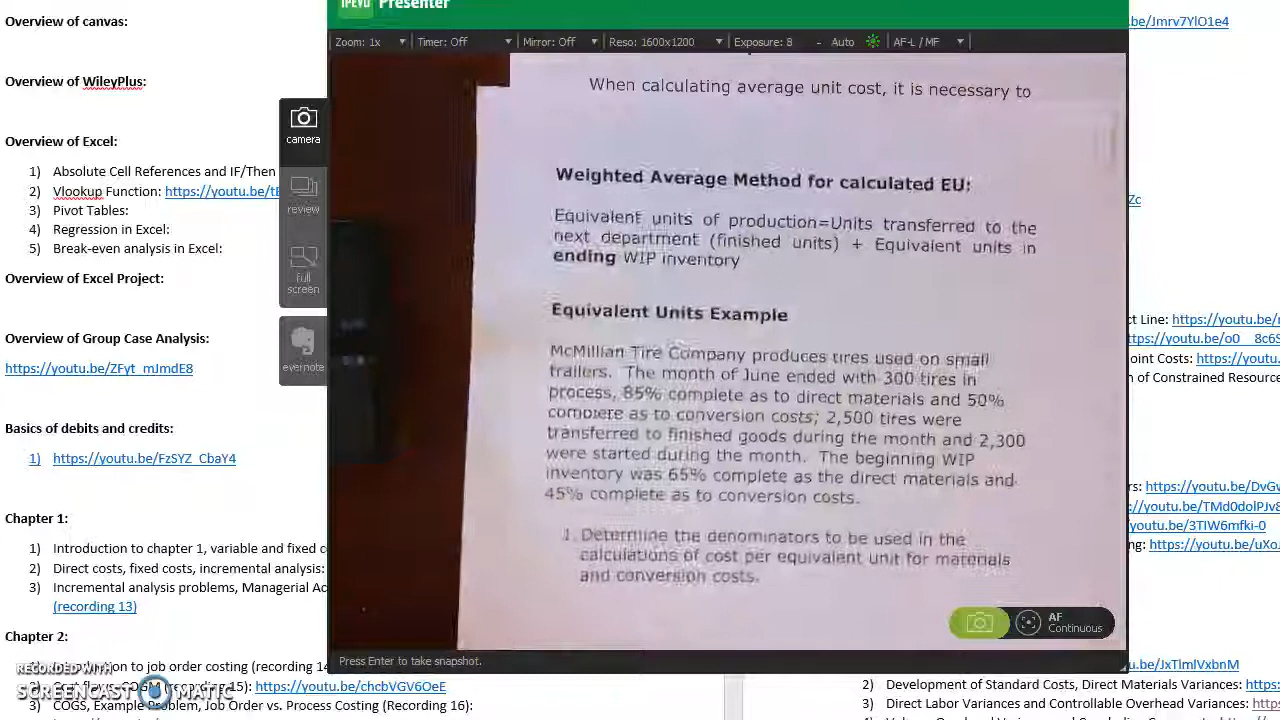 Overview of canvas:
Overview of WileyPlus:
Overview of Excel:
1) Absolute Cell References and IF/Then
2) Vlookup Function: https://youtu.be/tE
3) Pivot Tables:
4) Regression in Excel:
5) Break-even analysis in Excel:
Overview of Excel Project:
Overview of Group Case Analysis:
https://youtu.be/ZFyt_mJmdE8
Basics of debits and credits:
1) https://youtu.be/FzSYZ_CbaY4
Chapter 1:
1) Introduction to chapter 1, variable and fixed c
2) Direct costs, fixed costs, incremental analysis:
3) Incremental analysis problems, Managerial Ac
(recording 13)
Chapter 2:
tion to job order costing (recording 14
recording 15): https://youtu.be/chcbVGV6OeE
3) COGS, Example Problem, Job Order vs. Process Costing (Recording 16):
RECORDED WITH
SCREENCAST MATIC
IPEVO Presenter
Zoom: 1x
Timer: Off
Mirror: Off
Reso: 1600x1200
Exposure: 8
- Auto
AF-L / MF
camera
review
full
screen
evernote
When calculating average unit cost, it is necessary to
Weighted Average Method for calculated EU:
Equivalent units of production=Units transferred to the
next department (finished units) + Equivalent units in
ending WIP inventory
Equivalent Units Example
McMillian Tire Company produces tires used on small
trailers. The month of June ended with 300 tires in
process, 85% complete as to direct materials and 50%
complete as to conversion costs; 2,500 tires were
transferred to finished goods during the month and 2,300
were started during the month. The beginning WIP
inventory was 65% complete as the direct materials and
45% complete as to conversion costs.
1. Determine the denominators to be used in the
calculations of cost per equivalent unit for materials
and conversion costs.
AF
Continuous
Press Enter to take snapshot.
.be/Jmrv7YlO1e4
Zc
ct Line: https://youtu.be/r
ttps://youtu.be/o0__8c6S
oint Costs: https://youtu.
n of Constrained Resourc
rs: https://youtu.be/DvGv
://youtu.be/TMd0dolPJv8
.be/3TIW6mfki-0
ng: https://youtu.be/uXoJ
u.be/JxTlmlVxbnM
2) Development of Standard Costs, Direct Materials Variances: https:
3) Direct Labor Variances and Controllable Overhead Variances: http